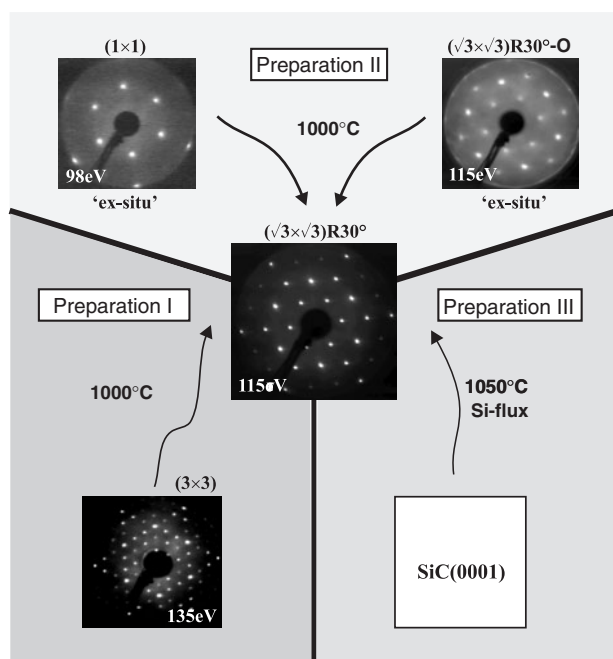 (1×1)
Preparation II
(√3×√3)R30°-O
1000°C
98eV
115eV
‘ex-situ’
‘ex-situ’
(√3×√3)R30°
Preparation I
Preparation III
115eV
1000°C
1050°C
Si-flux
(3×3)
SiC(0001)
135eV